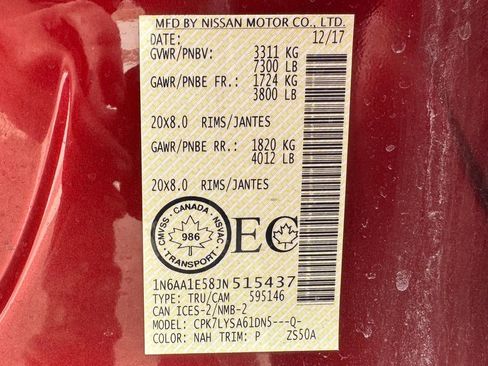 MFD BY NISSAN MOTOR CO., LTD.
DATE: 12/17
GVWR/PNBV: 3311 KG
7300 LB
GAWR/PNBE FR.: 1724 KG
3800 LB
20x8.0 RIMS/JANTES
GAWR/PNBE RR.: 1820 KG
4012 LB
20x8.0 RIMS/JANTES
CMVSS · CANADA · NSVAC
986
TRANSPORT
EC
1N6AA1E58JN515437
TYPE: TRU/CAM 595146
CAN ICES-2/NMB-2
MODEL: CPK7LYSA61DN5---Q-
COLOR: NAH TRIM: P ZS50A